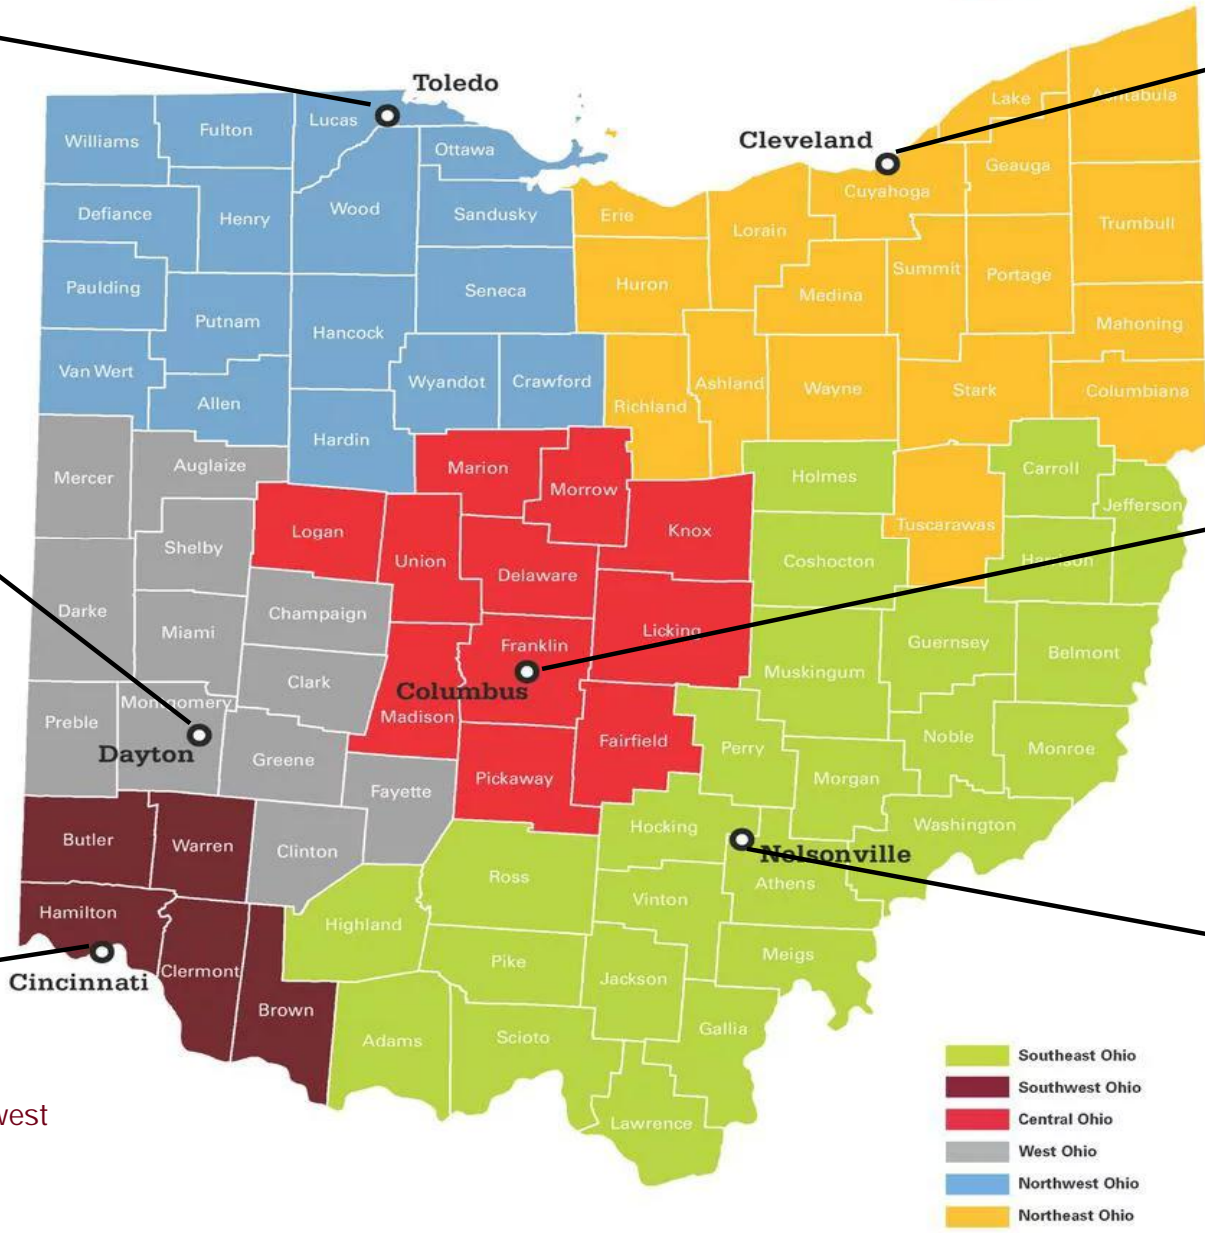 Toledo
Cleveland
Lake
Ashtabula
Lucas
Fulton
Williams
Ottawa
Geauga
Cuyahoga
Wood
Defiance
Henry
Sandusky
Erie
Lorain
Trumbull
Summit
Portage
Paulding
Seneca
Huron
Medina
Putnam
Hancock
Mahoning
Van Wert
Wyandot
Crawford
Ashland
Wayne
Stark
Columbiana
Allen
Richland
Hardin
Mercer
Auglaize
Marion
Morrow
Holmes
Carroll
Jefferson
Logan
Knox
Tuscarawas
Shelby
Union
Delaware
Coshocton
Harrison
Darke
Champaign
Miami
Licking
Franklin
Guernsey
Belmont
Clark
Muskingum
Columbus
Montgomery
Preble
Madison
Fairfield
Perry
Noble
Monroe
Dayton
Greene
Pickaway
Morgan
Fayette
Butler
Warren
Clinton
Hocking
Washington
Nelsonville
Ross
Athens
Vinton
Hamilton
Highland
Meigs
Clermont
Pike
Jackson
Cincinnati
Brown
Adams
Scioto
Gallia
Lawrence
west
Southeast Ohio
Southwest Ohio
Central Ohio
West Ohio
Northwest Ohio
Northeast Ohio